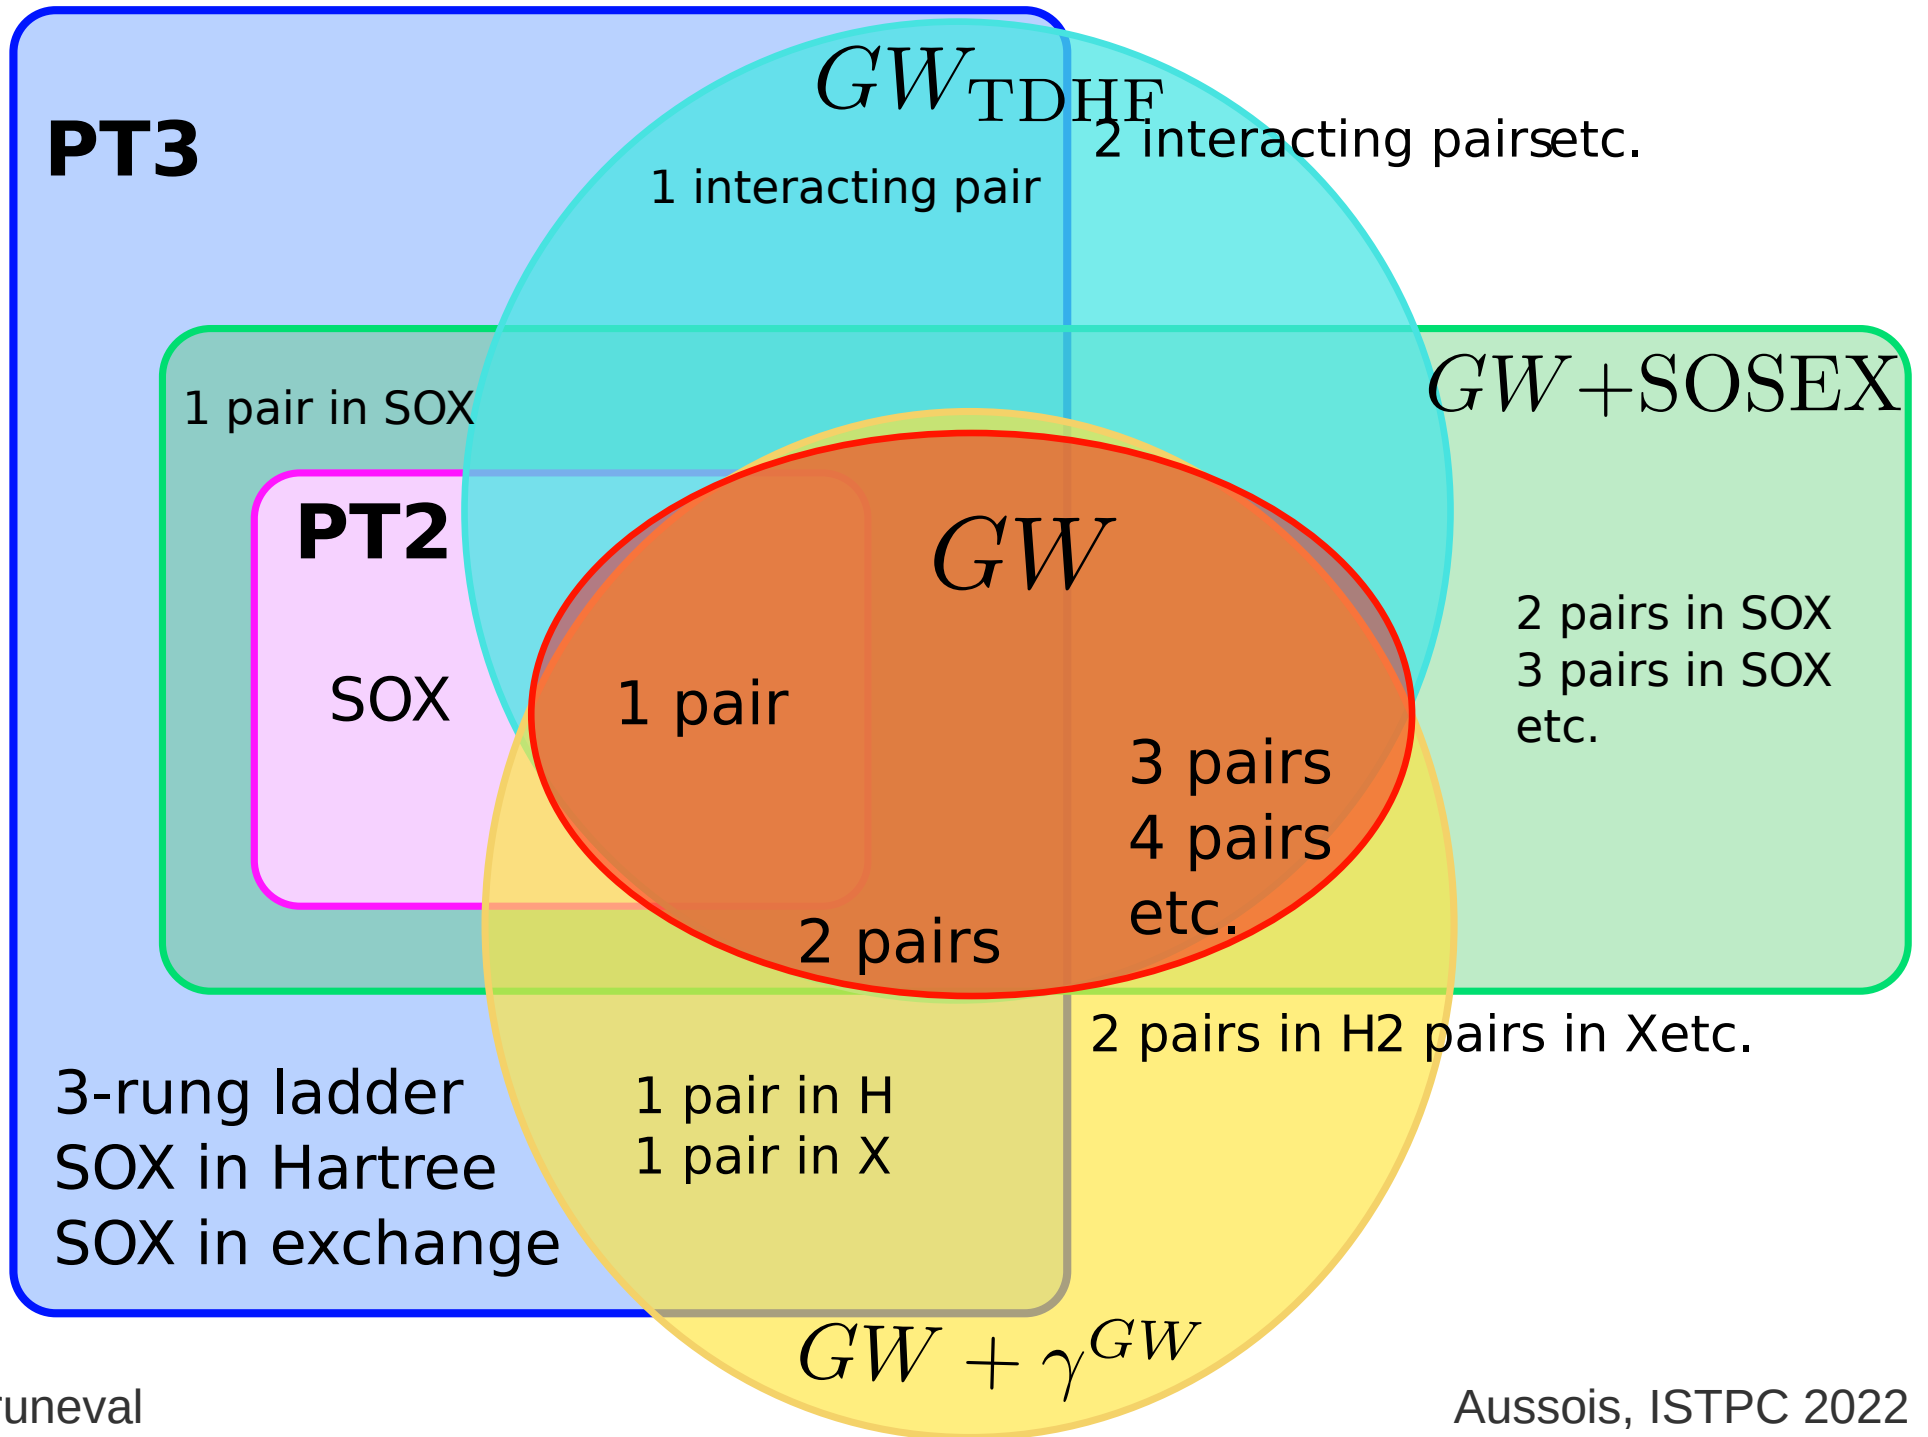 GW_TDHF
PT3
2 interacting pairsetc.
1 interacting pair
GW+SOSEX
1 pair in SOX
PT2
GW
2 pairs in SOX
3 pairs in SOX
etc.
SOX
1 pair
3 pairs
4 pairs
etc.
2 pairs
2 pairs in H2 pairs in Xetc.
3-rung ladder
SOX in Hartree
SOX in exchange
1 pair in H
1 pair in X
GW + γ^GW
runeval
Aussois, ISTPC 2022